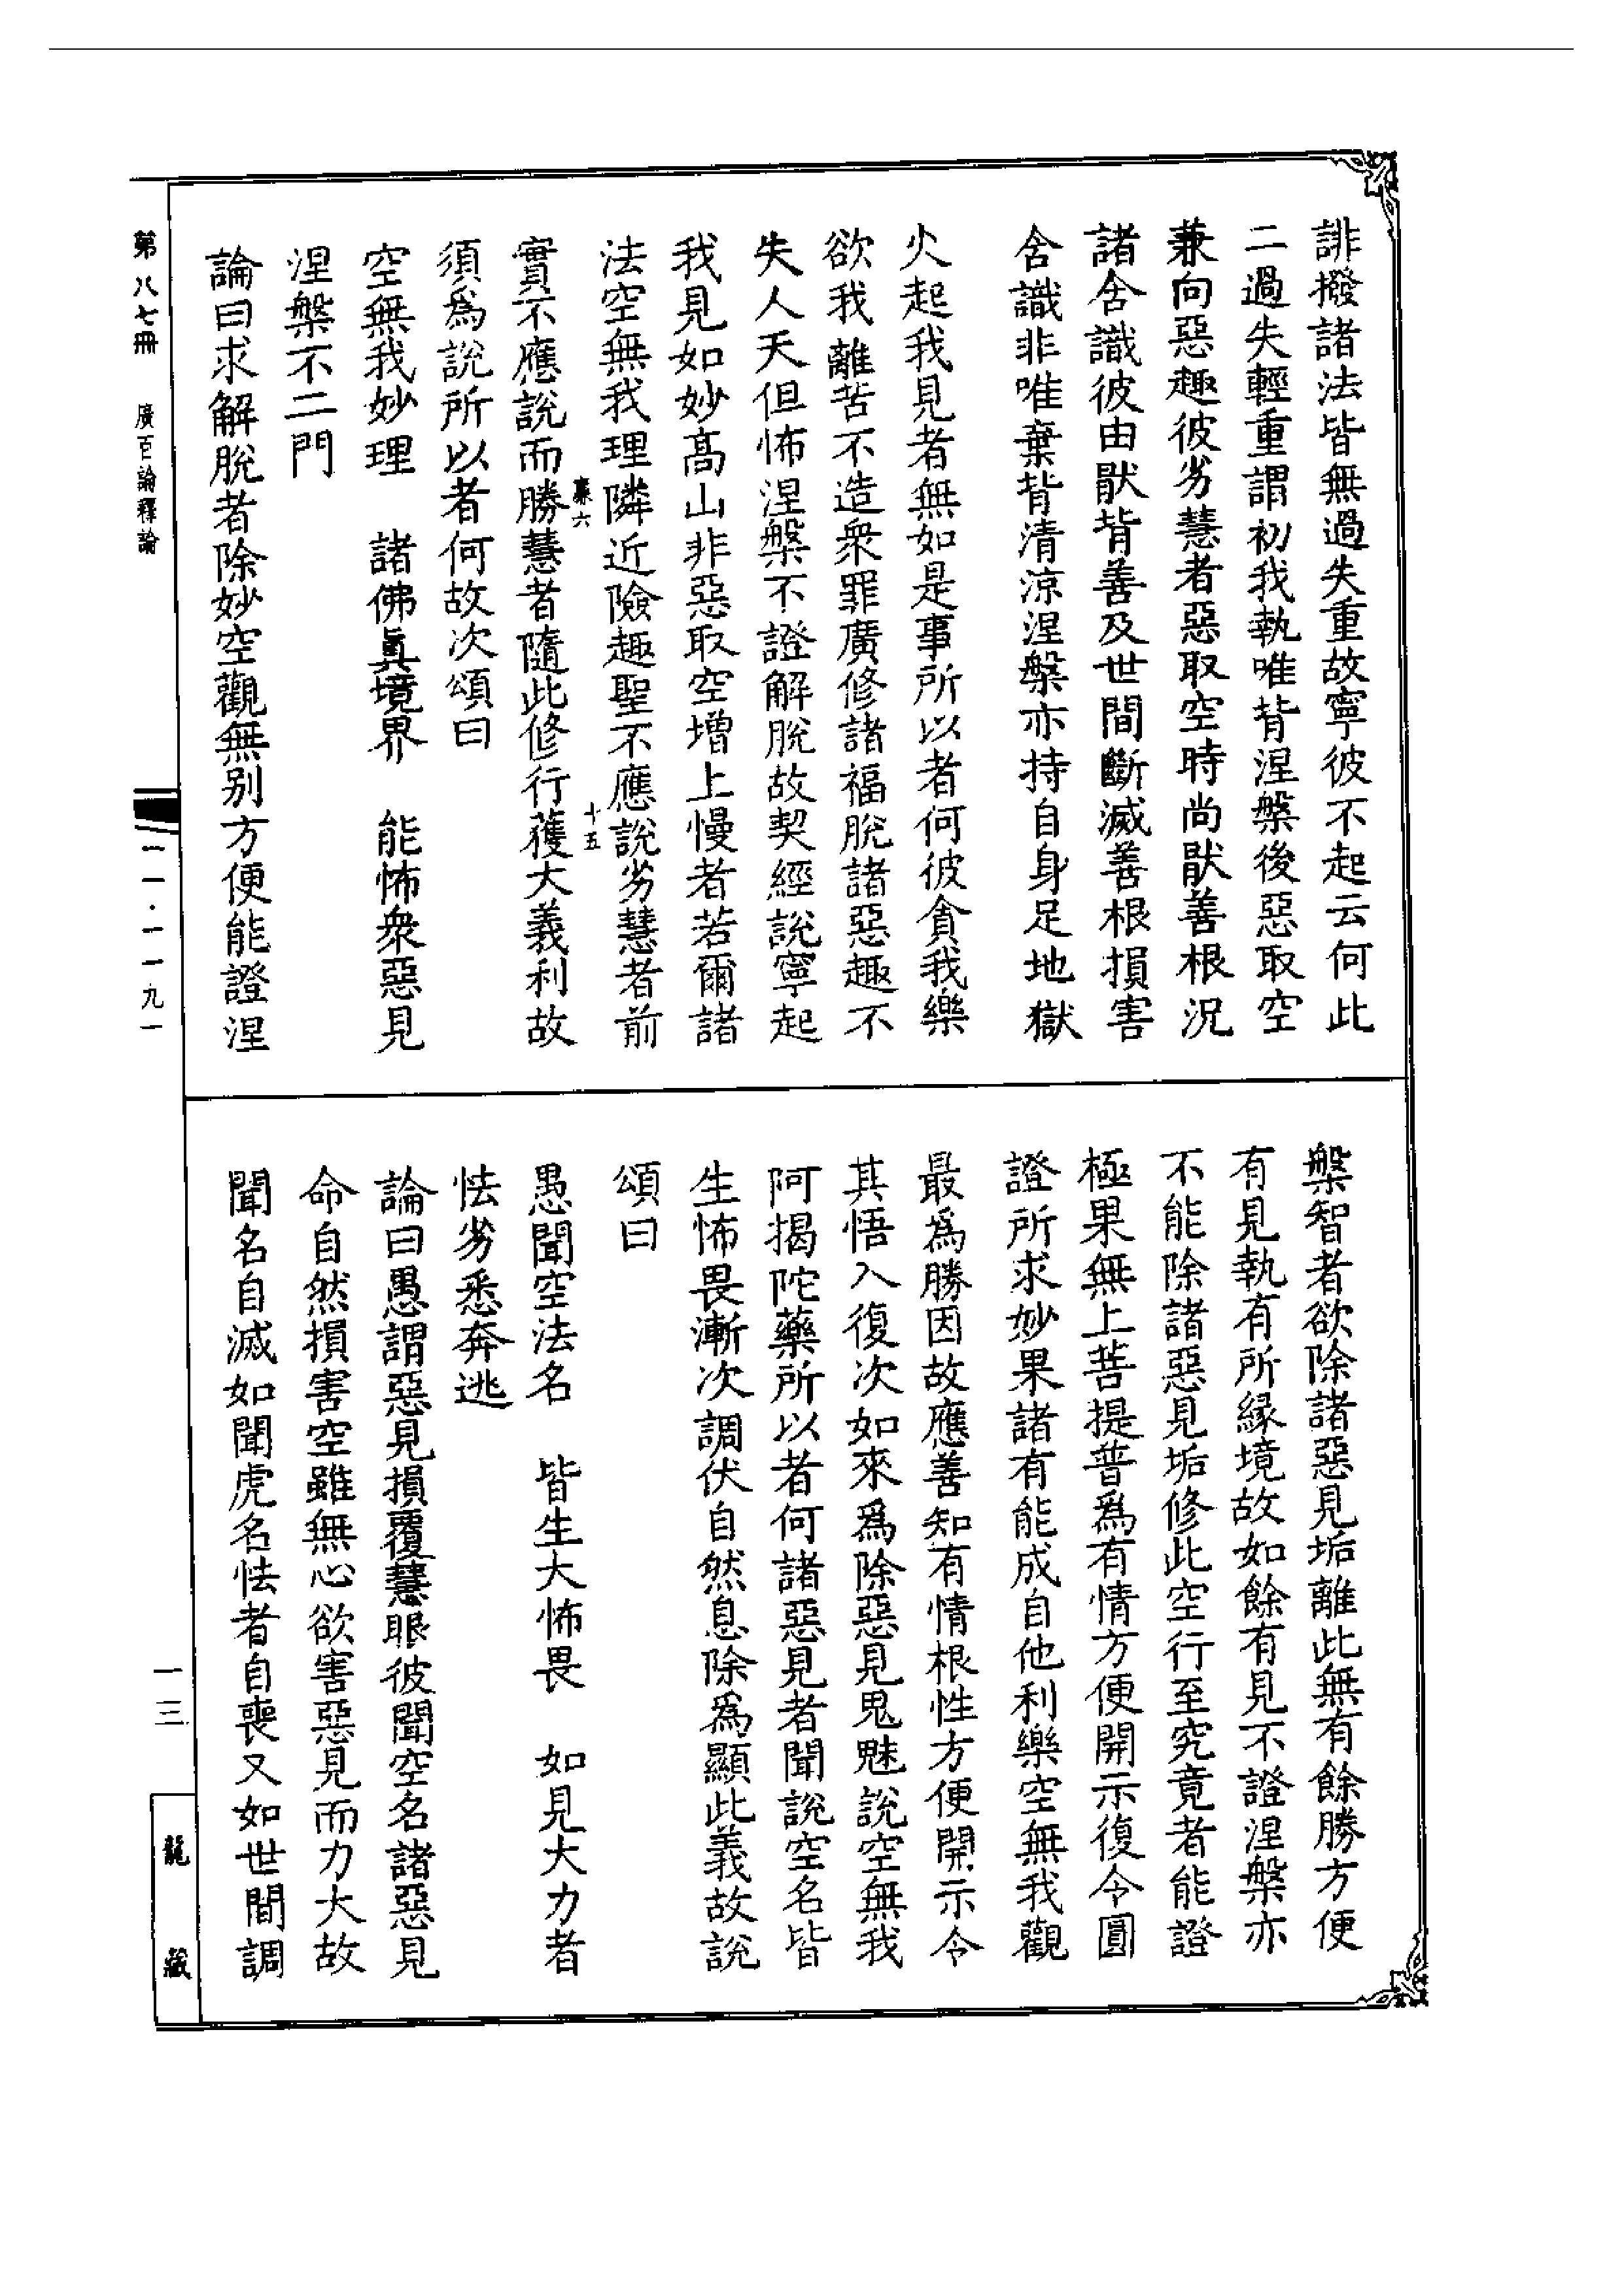 誹撥諸法皆無過失重故寧彼不起云何此
二過失輕重謂初我執唯背涅槃後惡取空
兼向惡趣彼劣慧者惡取空時尚猒善根況
諸含識彼由猒背善及世間斷滅善根損害
含識非唯棄背清涼涅槃亦持自身足地獄
火起我見者無如是事所以者何彼貪我樂
欲我離苦不造衆罪廣修諸福脫諸惡趣不
失人天但怖涅槃不證解脫故契經說寧起
我見如妙高山非惡取空增上慢者若爾諸
法空無我理隣近險趣聖不應說劣慧者前
稾六 十五
實不應說而勝慧者隨此修行獲大義利故
須爲說所以者何故次頌曰
空無我妙理 諸佛眞境界 能怖衆惡見
涅槃不二門
論曰求解脫者除妙空觀無別方便能證涅
槃智者欲除諸惡見垢離此無有餘勝方便
有見執有所緣境故如餘有見不證涅槃亦
不能除諸惡見垢修此空行至究竟者能證
極果無上菩提普爲有情方便開示復令圓
證所求妙果諸有能成自他利樂空無我觀
最爲勝因故應善知有情根性方便開示令
其悟入復次如來爲除惡見鬼魅說空無我
阿揭陀藥所以者何諸惡見者聞說空名皆
生怖畏漸次調伏自然息除爲顯此義故說
頌曰
愚聞空法名 皆生大怖畏 如見大力者
怯劣悉奔逃
論曰愚謂惡見損覆慧眼彼聞空名諸惡見
命自然損害空雖無心欲害惡見而力大故
聞名自滅如聞虎名怯者自喪又如世間調
第八七冊 廣百論釋論
一一一·一一九一
一三
龍藏